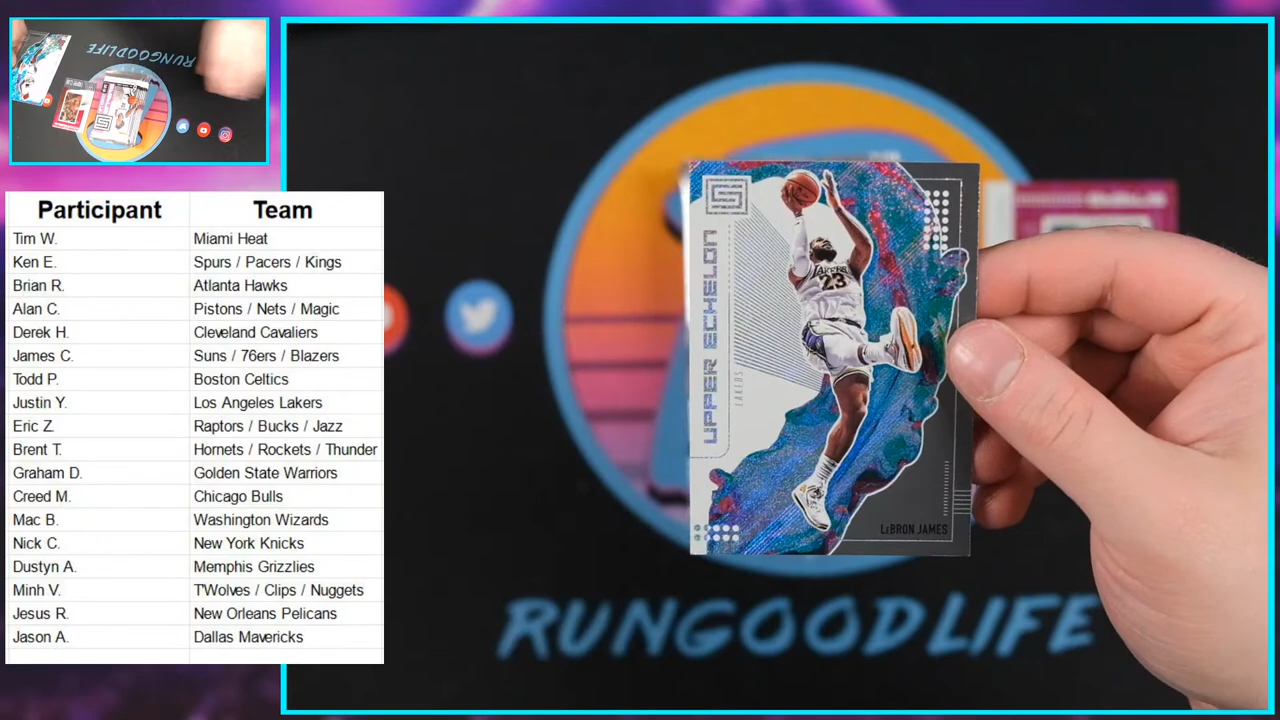 RUNGOODLIFE
Participant Team
Tim W. Miami Heat
Ken E. Spurs / Pacers / Kings
Brian R. Atlanta Hawks
Alan C. Pistons / Nets / Magic
Derek H. Cleveland Cavaliers
James C. Suns / 76ers / Blazers
Todd P. Boston Celtics
Justin Y. Los Angeles Lakers
Eric Z. Raptors / Bucks / Jazz
Brent T. Hornets / Rockets / Thunder
Graham D. Golden State Warriors
Creed M. Chicago Bulls
Mac B. Washington Wizards
Nick C. New York Knicks
Dustyn A. Memphis Grizzlies
Minh V. T'Wolves / Clips / Nuggets
Jesus R. New Orleans Pelicans
Jason A. Dallas Mavericks
LAKERS
LAKERS
23
LEBRON JAMES
RUNGOODLIFE